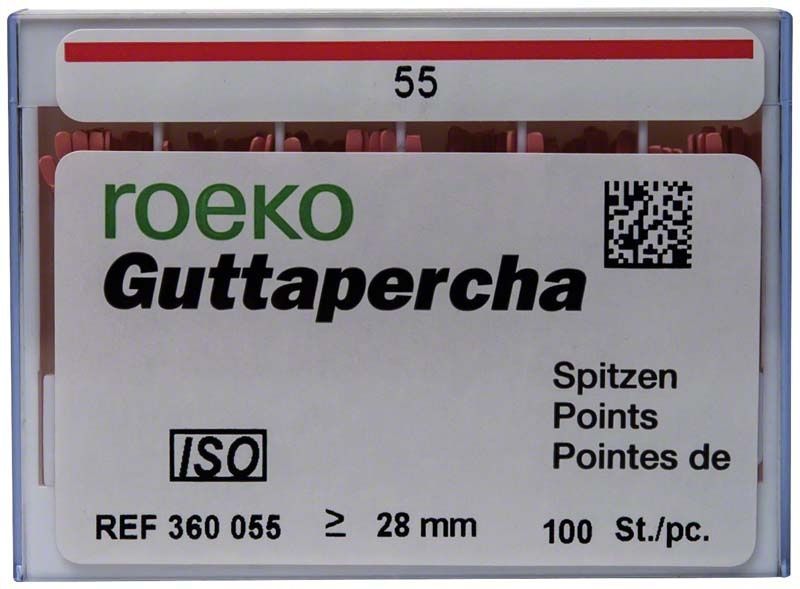 55
roeko
Guttapercha
Spitzen
Points
Pointes de
ISO
REF 360 055 ≥ 28 mm 100 St./pc.